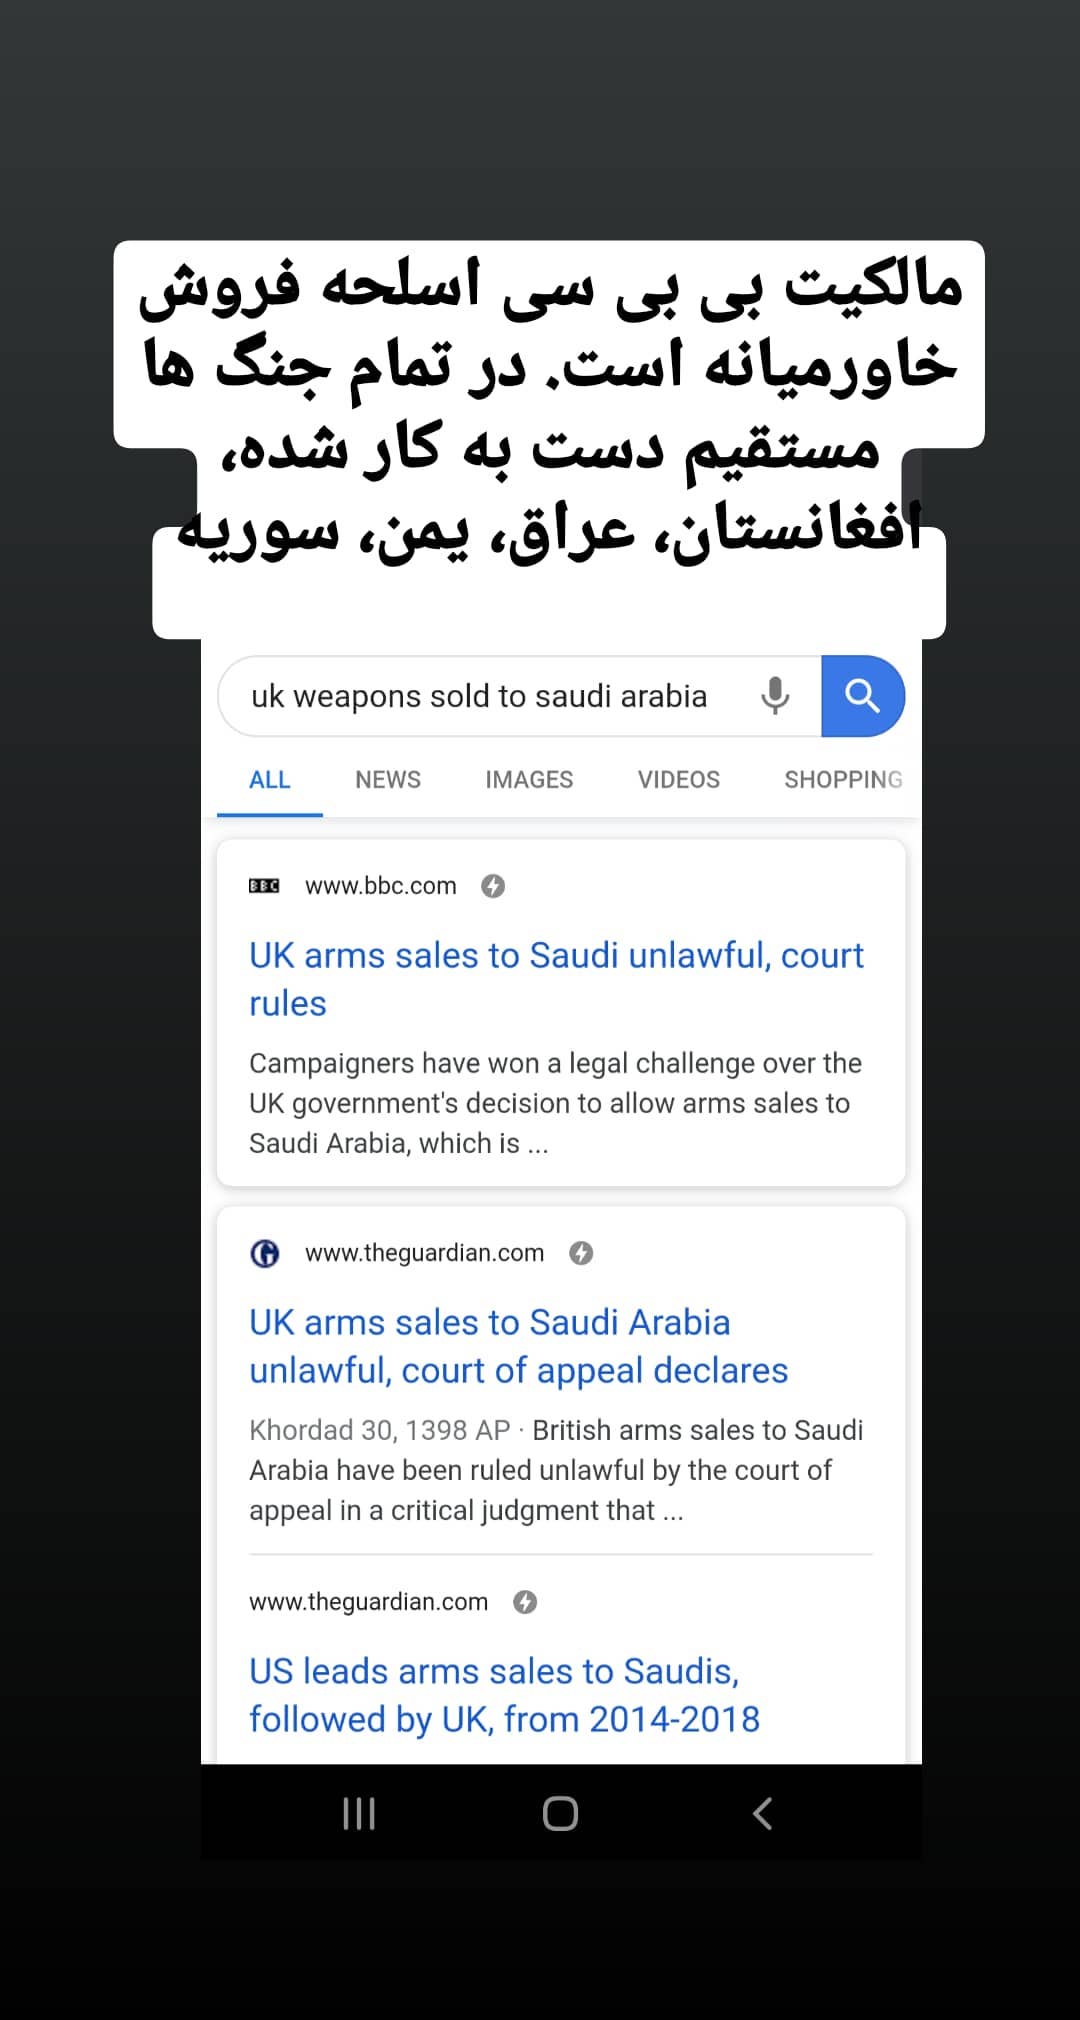 مالکیت بی بی سی اسلحه فروش
خاورمیانه است. در تمام جنگ ها
مستقیم دست به کار شده،
افغانستان، عراق، یمن، سوریه
uk weapons sold to saudi arabia
ALL NEWS IMAGES VIDEOS SHOPPING
BBC www.bbc.com
UK arms sales to Saudi unlawful, court
rules
Campaigners have won a legal challenge over the
UK government's decision to allow arms sales to
Saudi Arabia, which is ...
G www.theguardian.com
UK arms sales to Saudi Arabia
unlawful, court of appeal declares
Khordad 30, 1398 AP · British arms sales to Saudi
Arabia have been ruled unlawful by the court of
appeal in a critical judgment that ...
www.theguardian.com
US leads arms sales to Saudis,
followed by UK, from 2014-2018